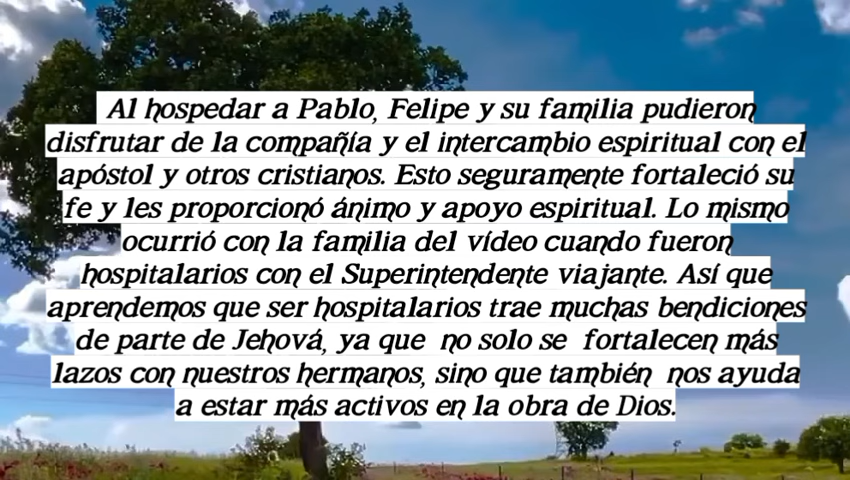 Al hospedar a Pablo, Felipe y su familia pudieron
disfrutar de la compañía y el intercambio espiritual con el
apóstol y otros cristianos. Esto seguramente fortaleció su
fe y les proporcionó ánimo y apoyo espiritual. Lo mismo
ocurrió con la familia del vídeo cuando fueron
hospitalarios con el Superintendente viajante. Así que
aprendemos que ser hospitalarios trae muchas bendiciones
de parte de Jehová, ya que no solo se fortalecen más
lazos con nuestros hermanos, sino que también nos ayuda
a estar más activos en la obra de Dios.